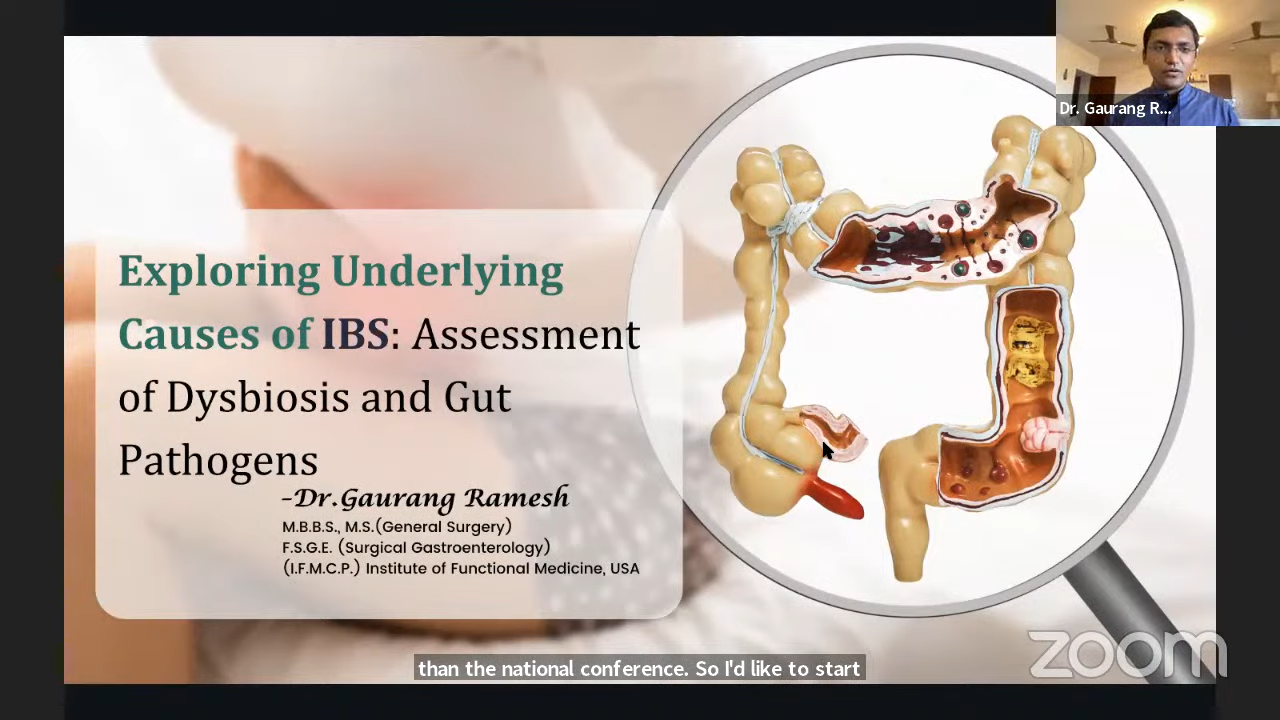 Dr. Gaurang R...
Exploring Underlying
Causes of IBS: Assessment
of Dysbiosis and Gut
Pathogens
-Dr.Gaurang Ramesh
M.B.B.S., M.S.(General Surgery)
F.S.G.E. (Surgical Gastroenterology)
(I.F.M.C.P.) Institute of Functional Medicine, USA
than the national conference. So I'd like to start
zoom